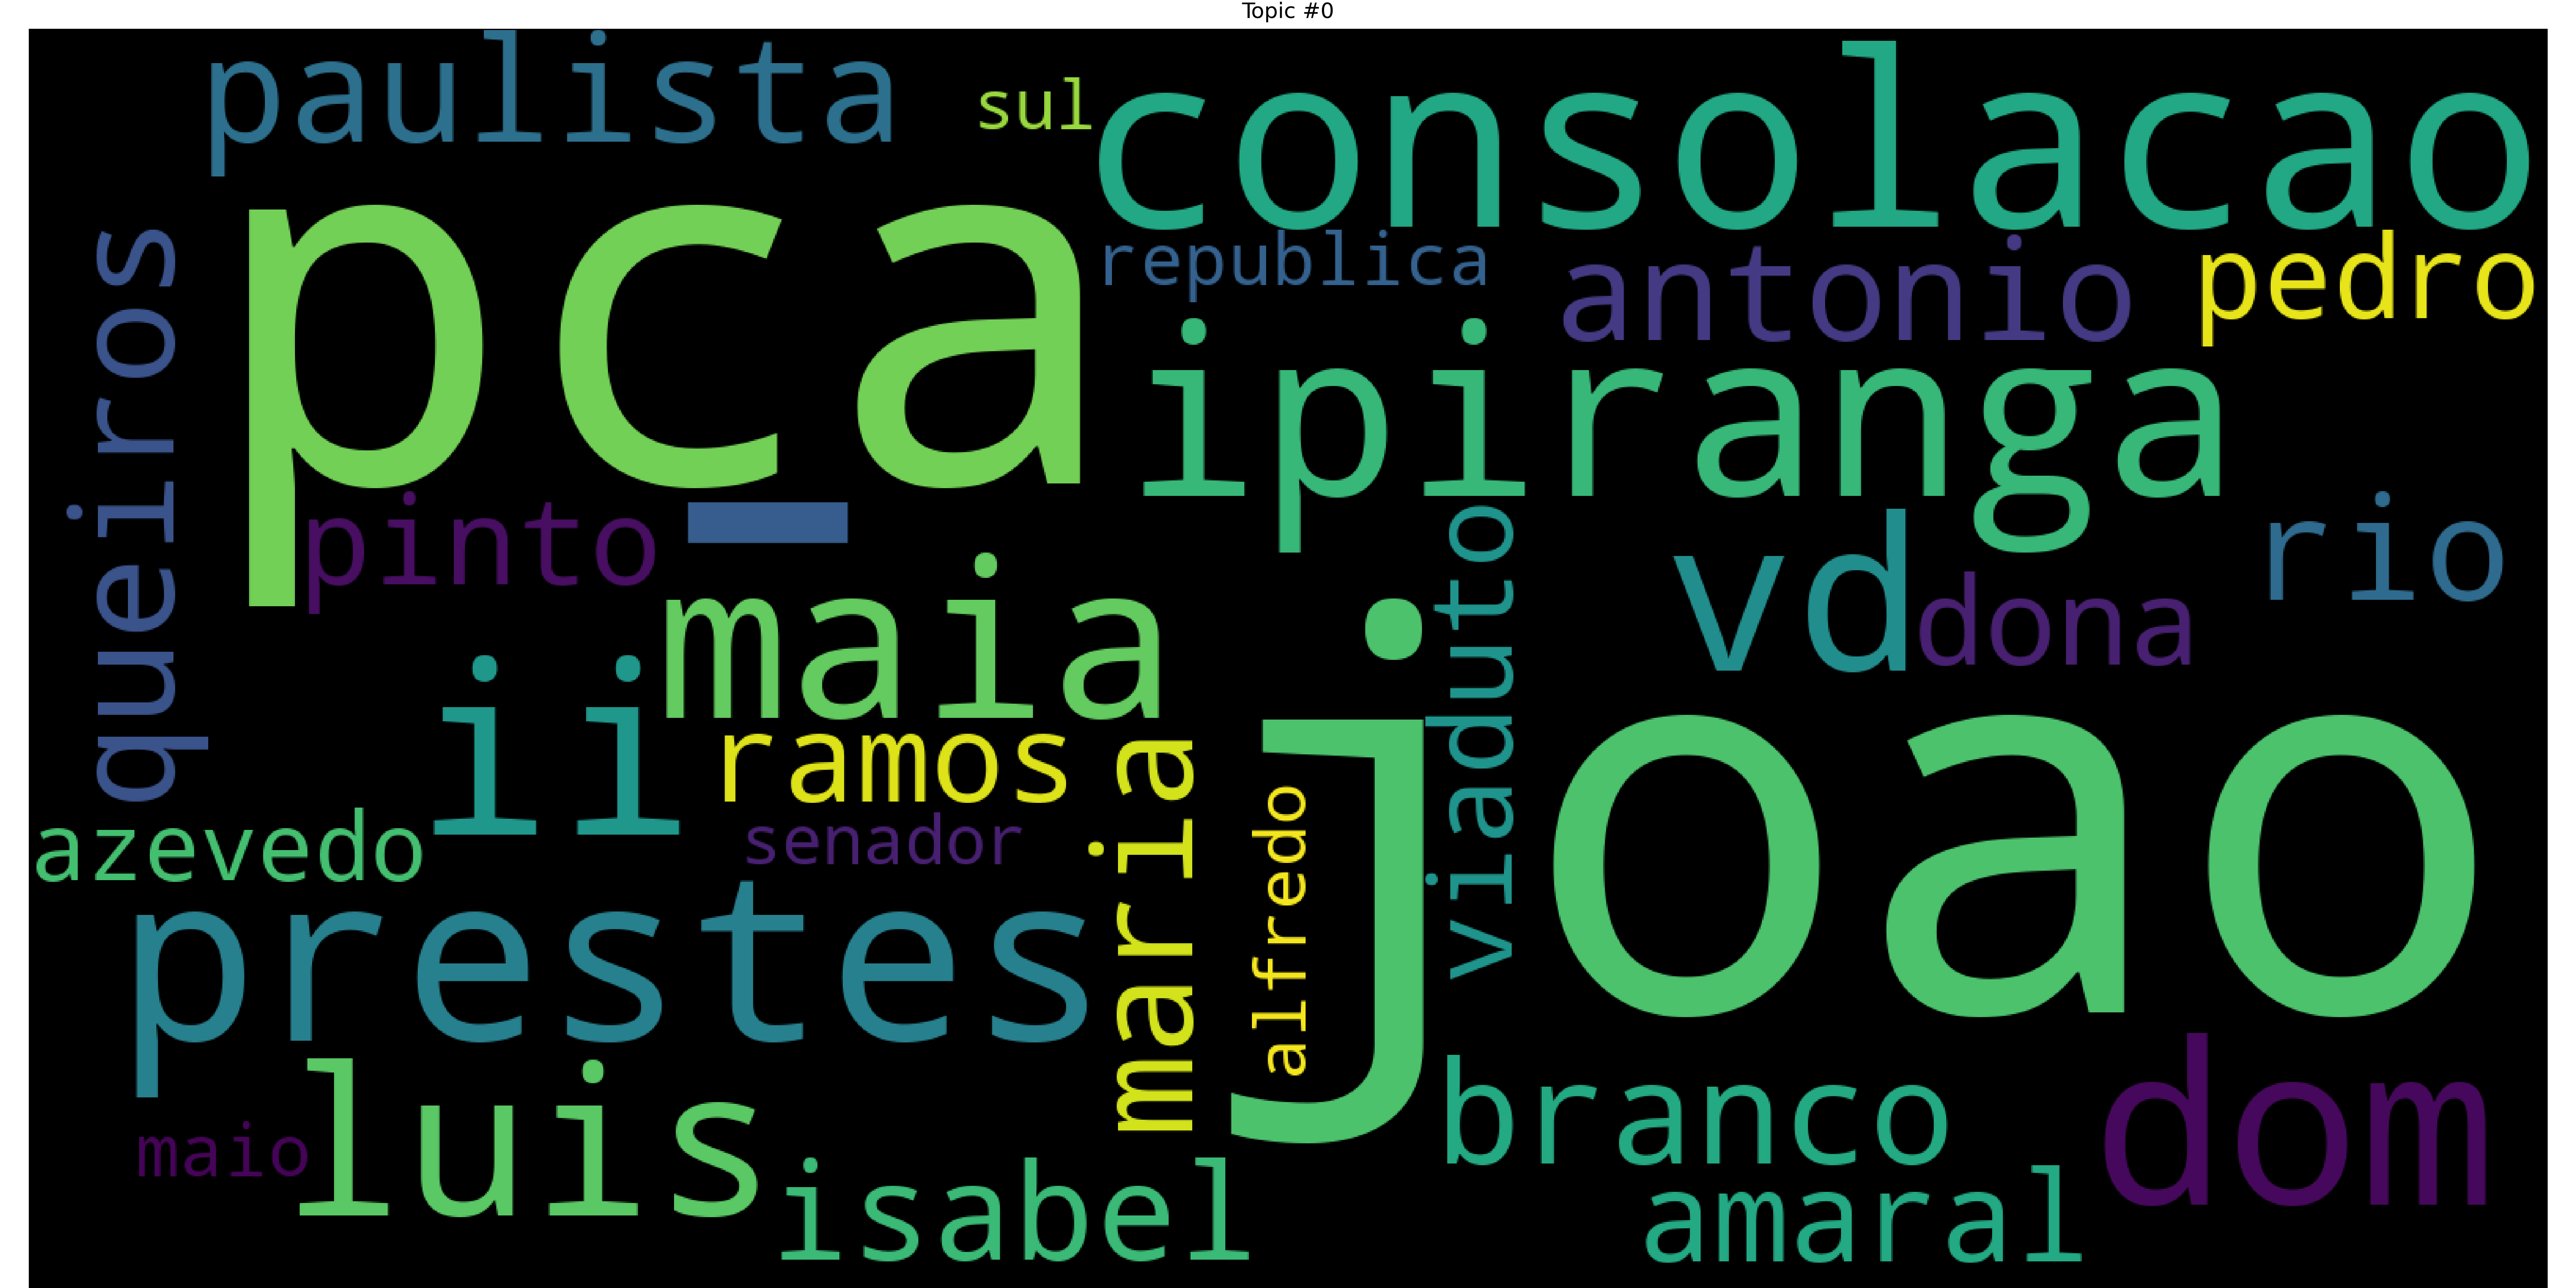 Topic #0
paulista
sul
consolacao
pca
republica
antonio
pedro
queiros
ipiranga
pinto
-
maia
viaduto
vd
dona
rio
ii
ramos
maria
joao
azevedo
senador
alfredo
prestes
luis
maio
isabel
branco
dom
amaral